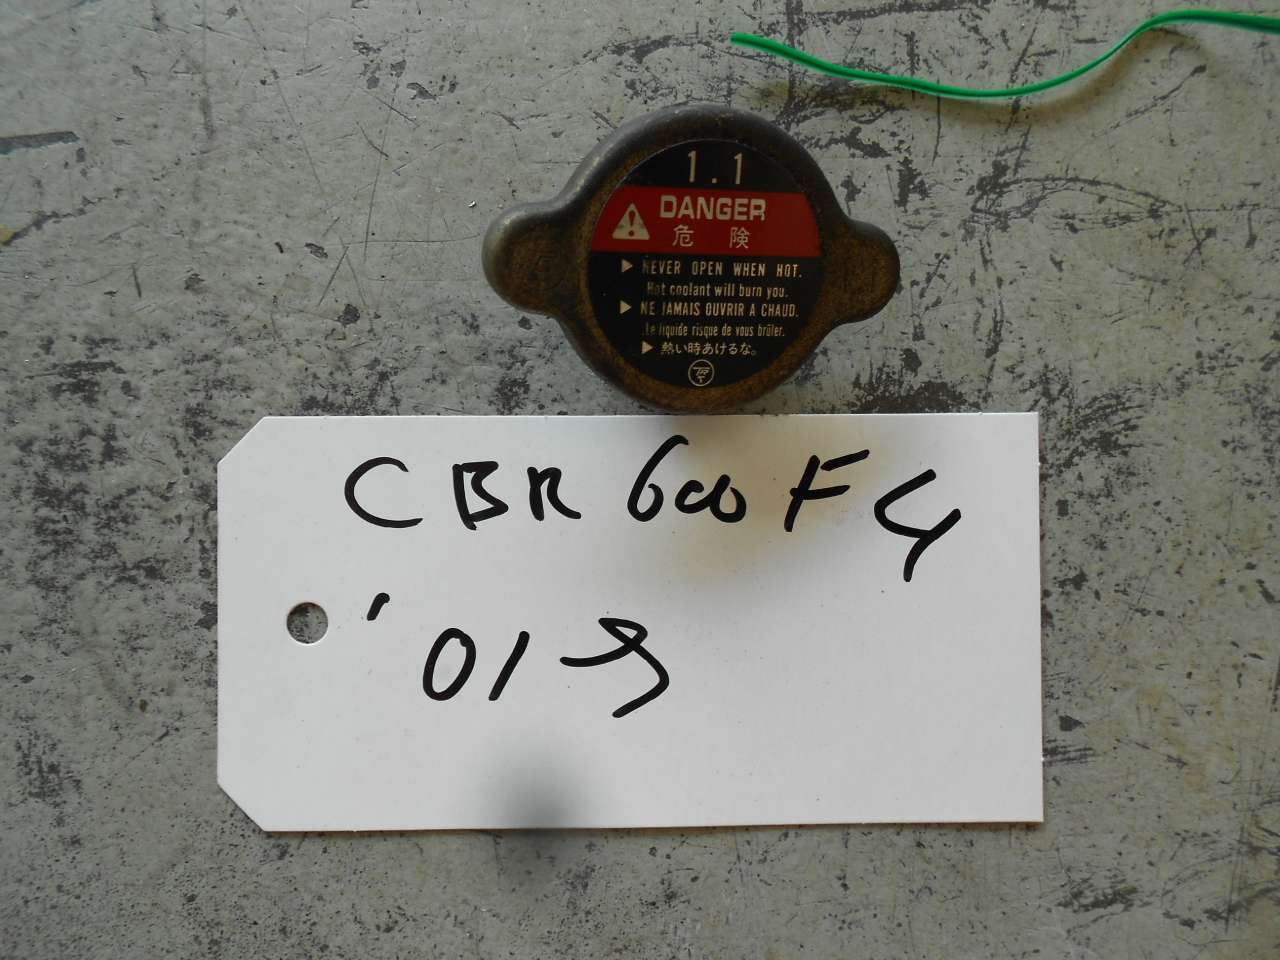 1.1
DANGER
危険
NEVER OPEN WHEN HOT.
Hot coolant will burn you.
NE JAMAIS OUVRIR A CHAUD.
Le liquide risque de vous brûler.
熱い時あけるな。
CBR 600 F4
'01